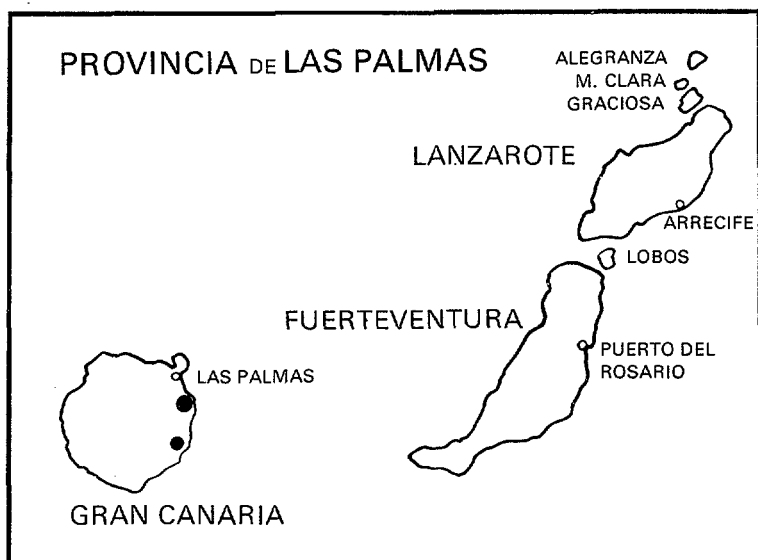 PROVINCIA DE LAS PALMAS
ALEGRANZA
M. CLARA
GRACIOSA
LANZAROTE
ARRECIFE
LOBOS
FUERTEVENTURA
PUERTO DEL
ROSARIO
LAS PALMAS
GRAN CANARIA